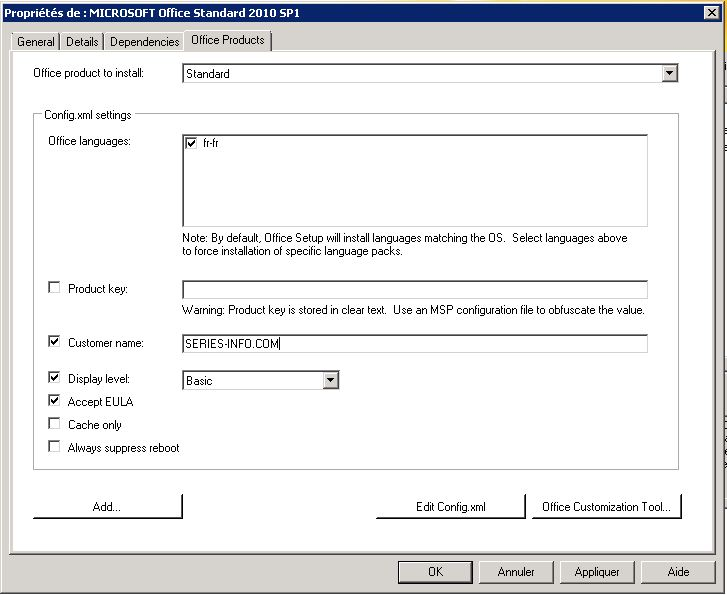 Propriétés de : MICROSOFT Office Standard 2010 SP1
General Details Dependencies Office Products
Office product to install: Standard
Config.xml settings
Office languages: fr-fr
Note: By default, Office Setup will install languages matching the OS. Select languages above
to force installation of specific language packs.
Product key:
Warning: Product key is stored in clear text. Use an MSP configuration file to obfuscate the value.
Customer name: SERIES-INFO.COM
Display level: Basic
Accept EULA
Cache only
Always suppress reboot
Add... Edit Config.xml Office Customization Tool...
OK Annuler Appliquer Aide